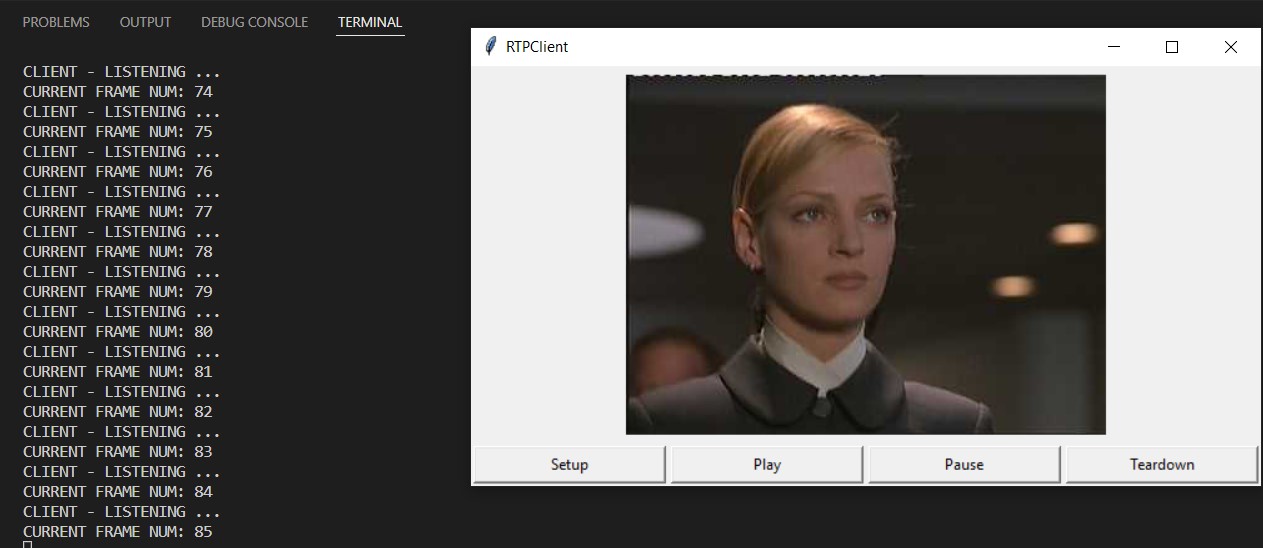 PROBLEMS OUTPUT DEBUG CONSOLE TERMINAL
CLIENT - LISTENING ...
CURRENT FRAME NUM: 74
CLIENT - LISTENING ...
CURRENT FRAME NUM: 75
CLIENT - LISTENING ...
CURRENT FRAME NUM: 76
CLIENT - LISTENING ...
CURRENT FRAME NUM: 77
CLIENT - LISTENING ...
CURRENT FRAME NUM: 78
CLIENT - LISTENING ...
CURRENT FRAME NUM: 79
CLIENT - LISTENING ...
CURRENT FRAME NUM: 80
CLIENT - LISTENING ...
CURRENT FRAME NUM: 81
CLIENT - LISTENING ...
CURRENT FRAME NUM: 82
CLIENT - LISTENING ...
CURRENT FRAME NUM: 83
CLIENT - LISTENING ...
CURRENT FRAME NUM: 84
CLIENT - LISTENING ...
CURRENT FRAME NUM: 85
RTPClient
Setup Play Pause Teardown